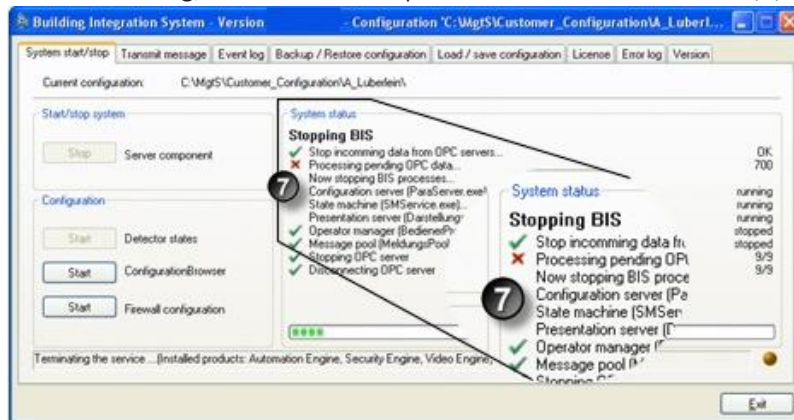 Building Integration System - Version - Configuration 'C:\MgtS\Customer_Configuration\A_Luberl...
System start/stop Transmit message Event log Backup / Restore configuration Load / save configuration License Error log Version
Current configuration: C:\MgtS\Customer_Configuration\A_Luberlein\
Start/stop system
Stop Server component
Configuration
Start Detector states
Start ConfigurationBrowser
Start Firewall configuration
System status
Stopping BIS
Stop incomming data from OPC servers... OK
Processing pending OPC data... 700
Now stopping BIS processes...
Configuration server (ParaServer.exe) running
State machine (SMService.exe)... running
Presentation server (Darstellung running
Operator manager (BedienerPr stopped
Message pool (MeldungsPool stopped
Stopping OPC server 9/9
Disconnecting OPC server 9/9
7
System status
Stopping BIS
Stop incomming data
Processing pending
Now stopping BIS proce
Configuration server (Pa
State machine (SMSer
Presentation server
Operator manager
Message pool
7
Terminating the service ...(Installed products: Automation Engine, Security Engine, Video Engine,
Exit